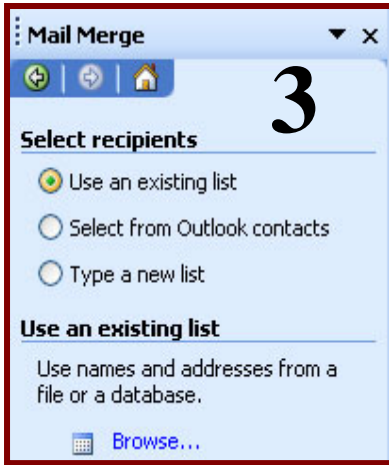 Mail Merge
3
Select recipients
Use an existing list
Select from Outlook contacts
Type a new list
Use an existing list
Use names and addresses from a
file or a database.
Browse...